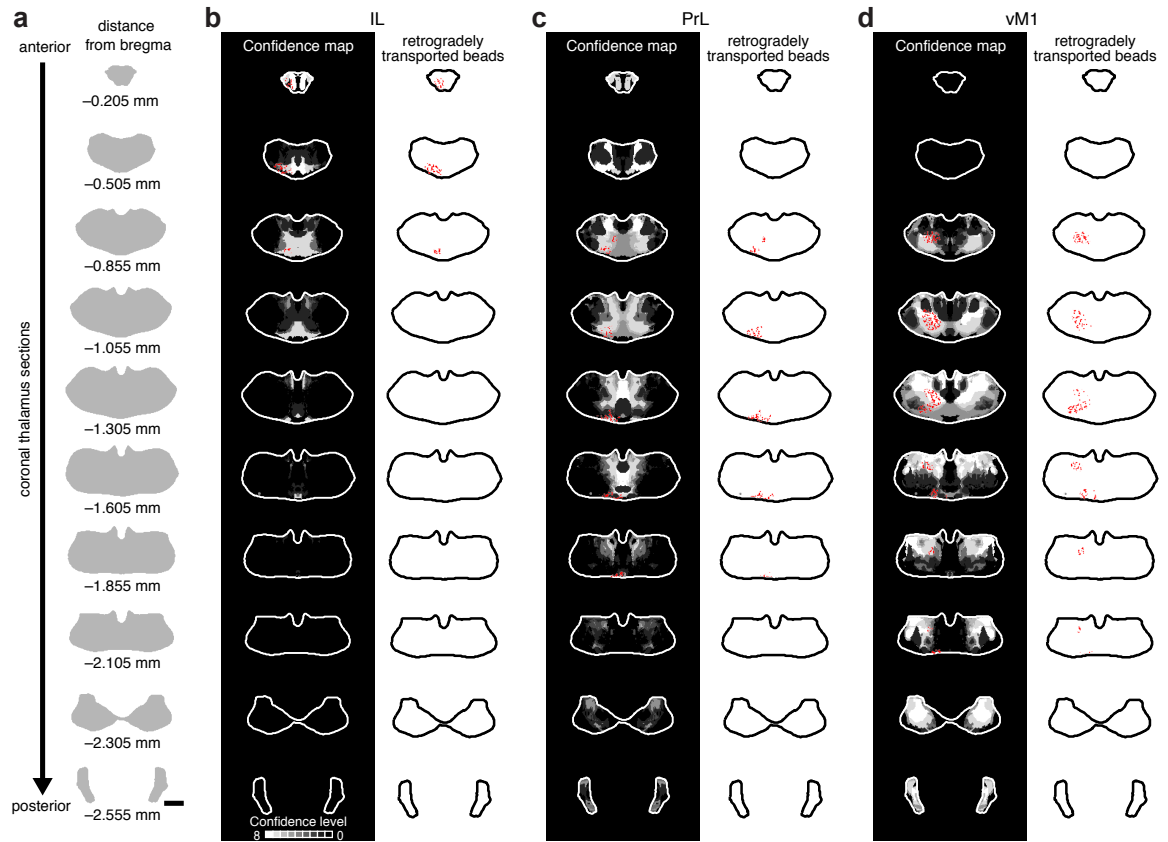 a
b
IL
c
PrL
d
vM1
anterior
distance
from bregma
Confidence map
retrogradely
transported beads
Confidence map
retrogradely
transported beads
Confidence map
retrogradely
transported beads
−0.205 mm
−0.505 mm
−0.855 mm
−1.055 mm
−1.305 mm
coronal thalamus sections
−1.605 mm
−1.855 mm
−2.105 mm
−2.305 mm
posterior
−2.555 mm
Confidence level
8 0